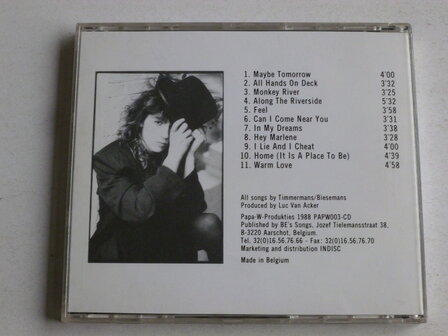 1. Maybe Tomorrow 4'00
2. All Hands On Deck 3'32
3. Monkey River 3'25
4. Along The Riverside 5'32
5. Feel 3'58
6. Can I Come Near You 3'31
7. In My Dreams 3'38
8. Hey Marlene 3'28
9. I Lie And I Cheat 4'00
10. Home (It Is A Place To Be) 4'39
11. Warm Love 4'58
All songs by Timmermans/Biesemans
Produced by Luc Van Acker
Papa-W-Produkties 1988 PAPW003-CD
Published by BE's Songs, Jozef Tielemansstraat 38,
B-3220 Aarschot, Belgium.
Tel. 32(0)16.56.76.66 - Fax: 32(0)16.56.76.70
Marketing and distribution INDISC
Made in Belgium